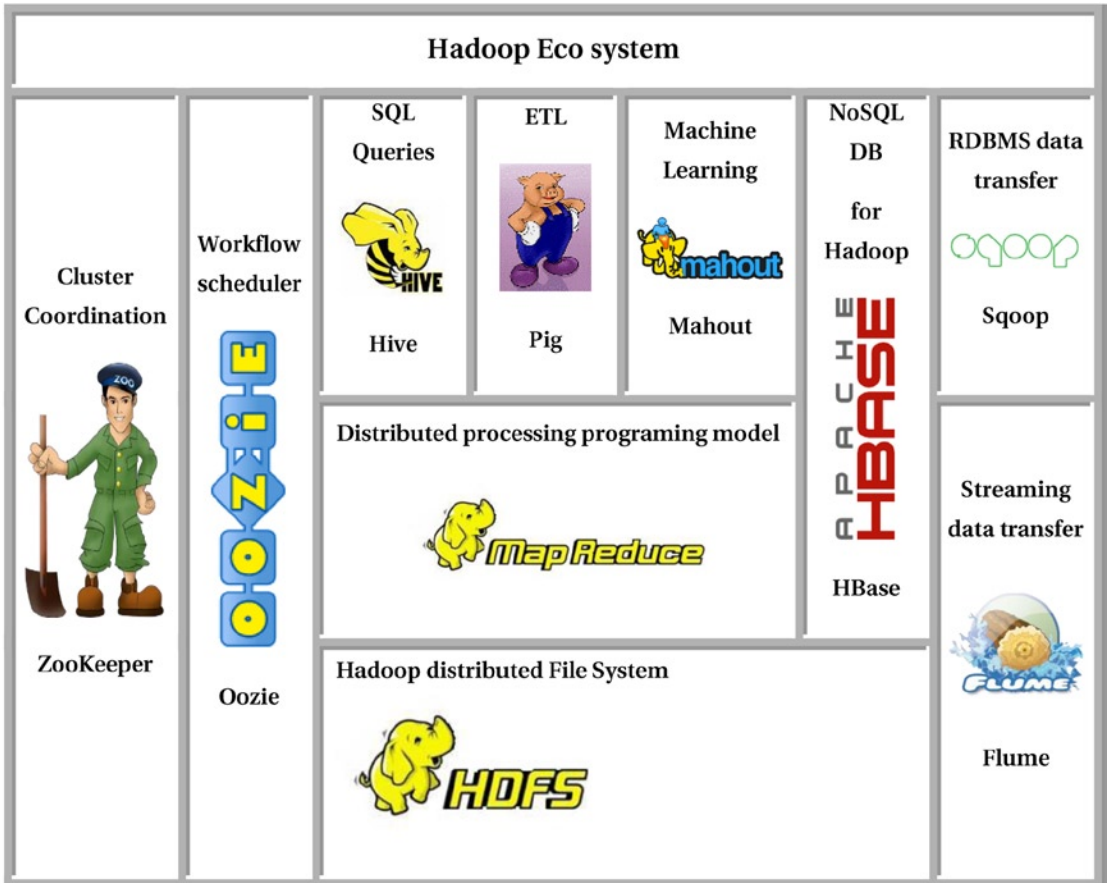 Hadoop Eco system
Cluster
Coordination
ZOO
ZooKeeper
Workflow
scheduler
OOZiE
Oozie
SQL
Queries
HIVE
Hive
ETL
Pig
Machine
Learning
mahout
Mahout
NoSQL
DB
for
Hadoop
APACHE
HBASE
HBase
RDBMS data
transfer
sqoop
Sqoop
Distributed processing programing model
Map Reduce
Streaming
data transfer
FLUME
Flume
Hadoop distributed File System
HDFS